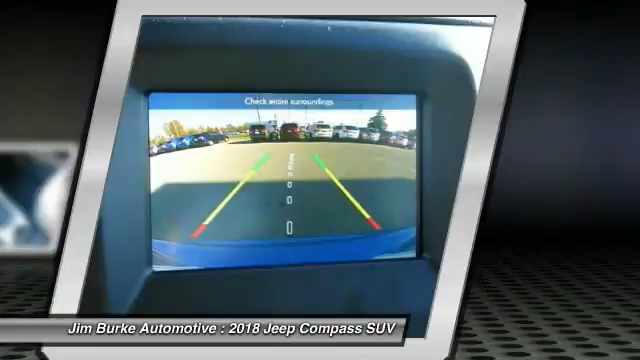 Check entire surroundings
Jim Burke Automotive : 2018 Jeep Compass SUV